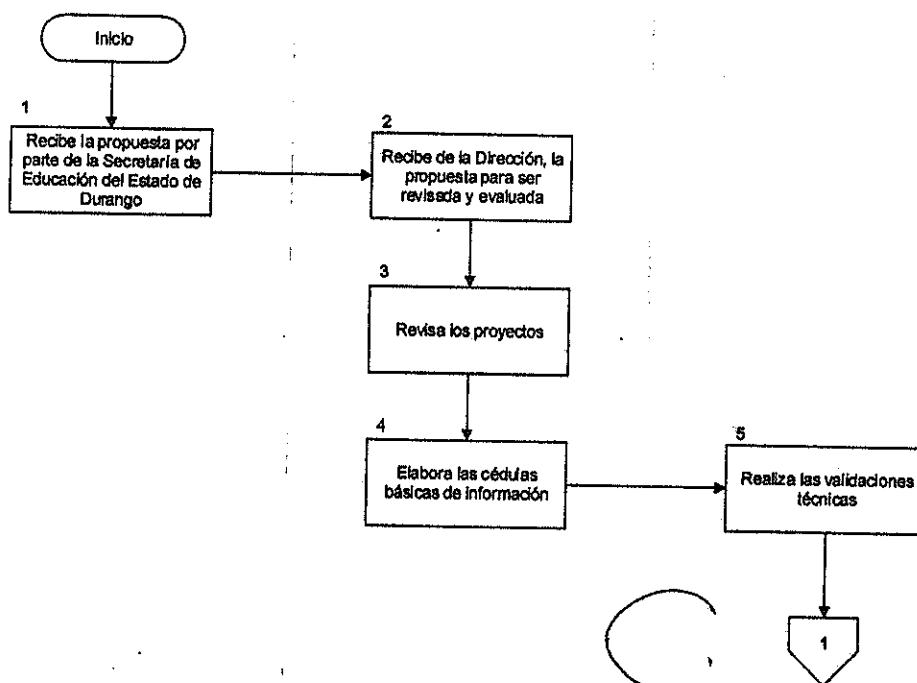 Inicio
1
Recibe la propuesta por
parte de la Secretaría de
Educación del Estado de
Durango
2
Recibe de la Dirección, la
propuesta para ser
revisada y evaluada
3
Revisa los proyectos
4
Elabora las cédulas
básicas de información
5
Realiza las validaciones
técnicas
1